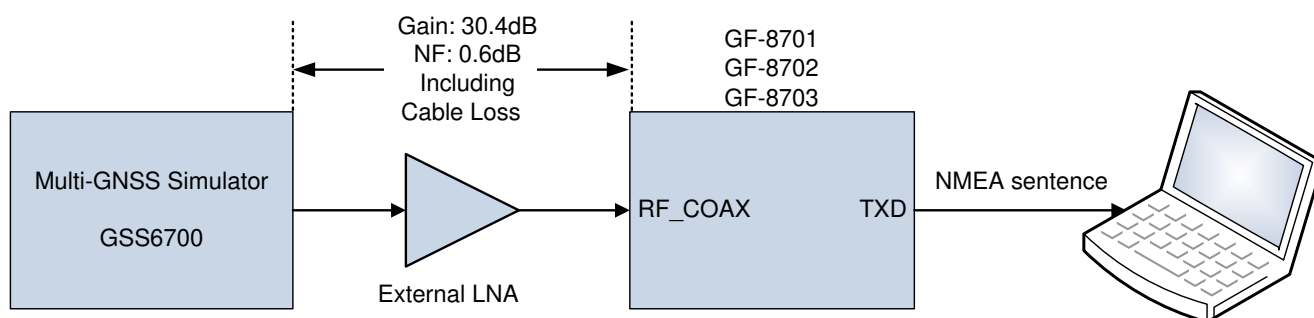 Gain: 30.4dB
NF: 0.6dB
Including
Cable Loss
GF-8701
GF-8702
GF-8703
Multi-GNSS Simulator
GSS6700
External LNA
RF_COAX
TXD
NMEA sentence